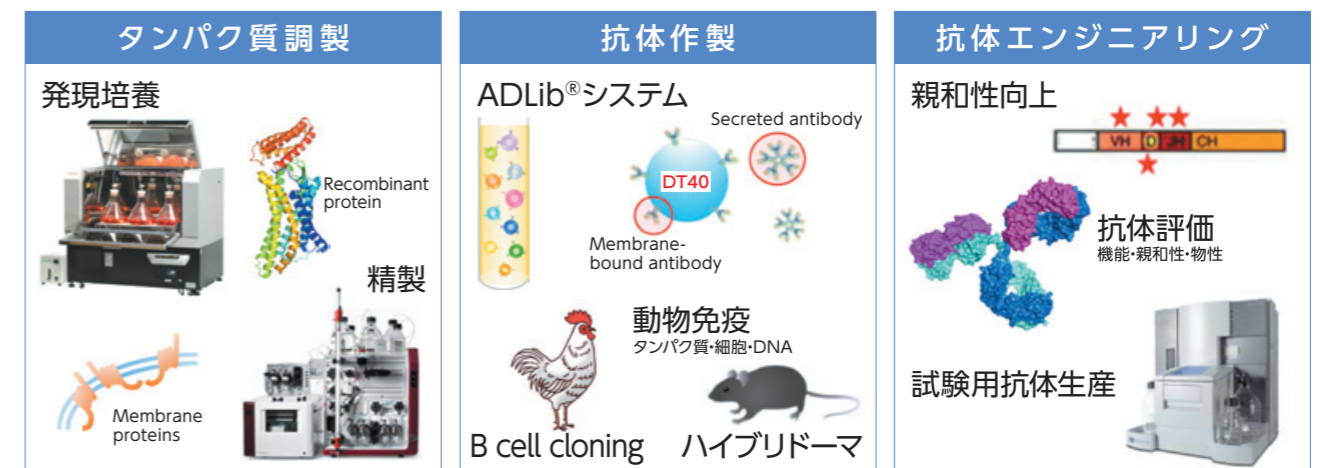 タンパク質調製
発現培養
Recombinant
protein
精製
Membrane
proteins
抗体作製
ADLib®システム
Secreted antibody
DT40
Membrane-
bound antibody
動物免疫
タンパク質・細胞・DNA
B cell cloning
ハイブリドーマ
抗体エンジニアリング
親和性向上
VH D JH CH
抗体評価
機能・親和性・物性
試験用抗体生産